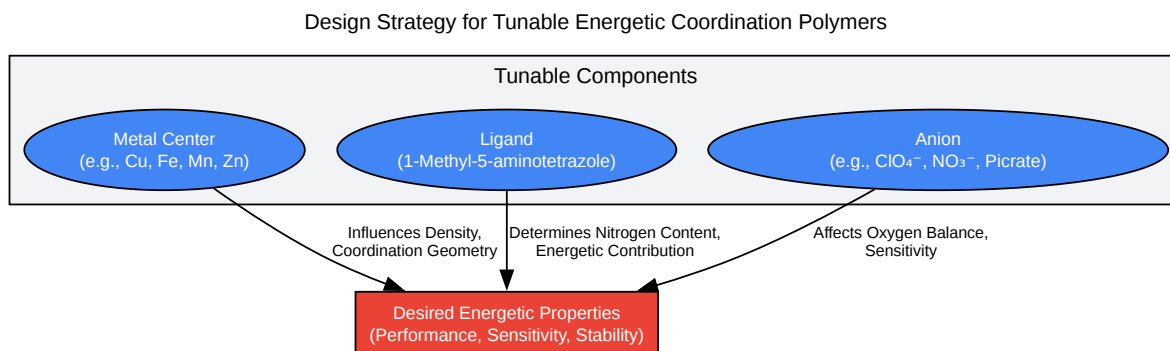 Design Strategy for Tunable Energetic Coordination Polymers
Tunable Components
Metal Center
(e.g., Cu, Fe, Mn, Zn)
Ligand
(1-Methyl-5-aminotetrazole)
Anion
(e.g., ClO₄⁻, NO₃⁻, Picrate)
Influences Density,
Coordination Geometry
Determines Nitrogen Content,
Energetic Contribution
Affects Oxygen Balance,
Sensitivity
Desired Energetic Properties
(Performance, Sensitivity, Stability)